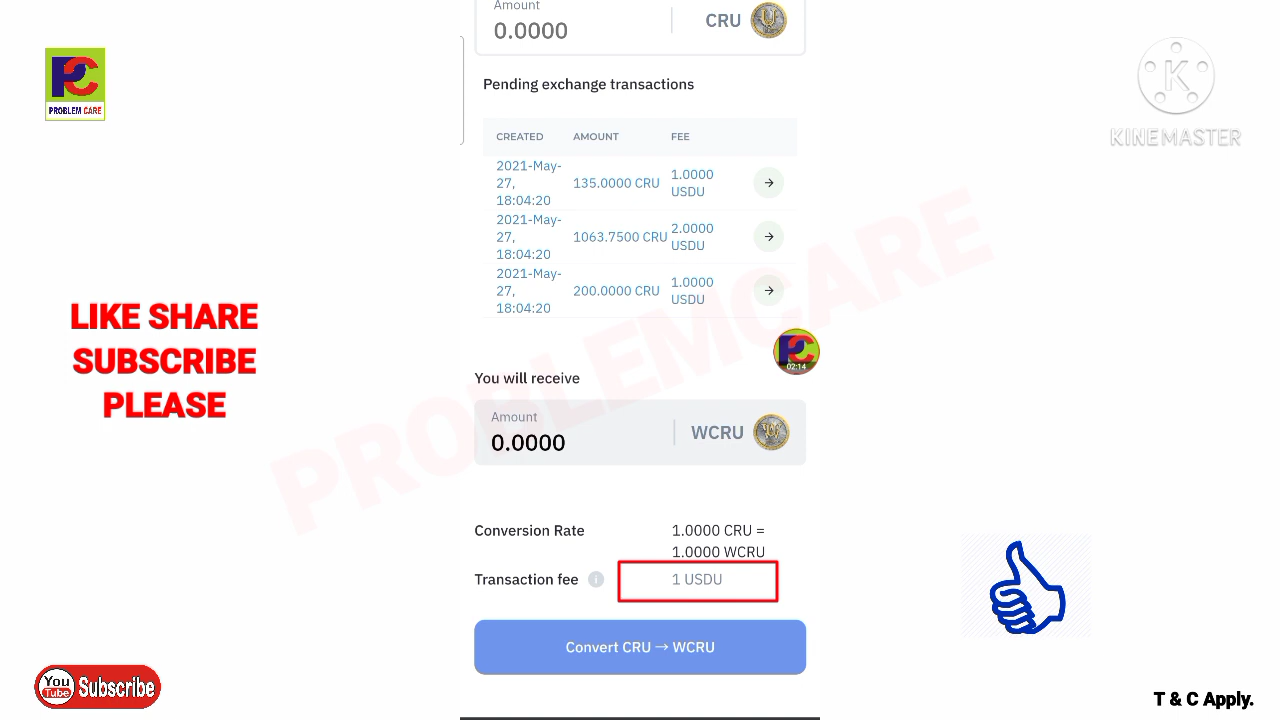 Amount
0.0000
CRU
Pending exchange transactions
CREATED AMOUNT FEE
2021-May-
27,
18:04:20
135.0000 CRU
1.0000
USDU
2021-May-
27,
18:04:20
1063.7500 CRU
2.0000
USDU
2021-May-
27,
18:04:20
200.0000 CRU
1.0000
USDU
You will receive
Amount
0.0000
WCRU
Conversion Rate
1.0000 CRU =
1.0000 WCRU
Transaction fee
1 USDU
Convert CRU → WCRU
PC
PROBLEM CARE
LIKE SHARE
SUBSCRIBE
PLEASE
You
Tube
Subscribe
K
KINEMASTER
PC
02:14
PROBLEMCARE
T & C Apply.